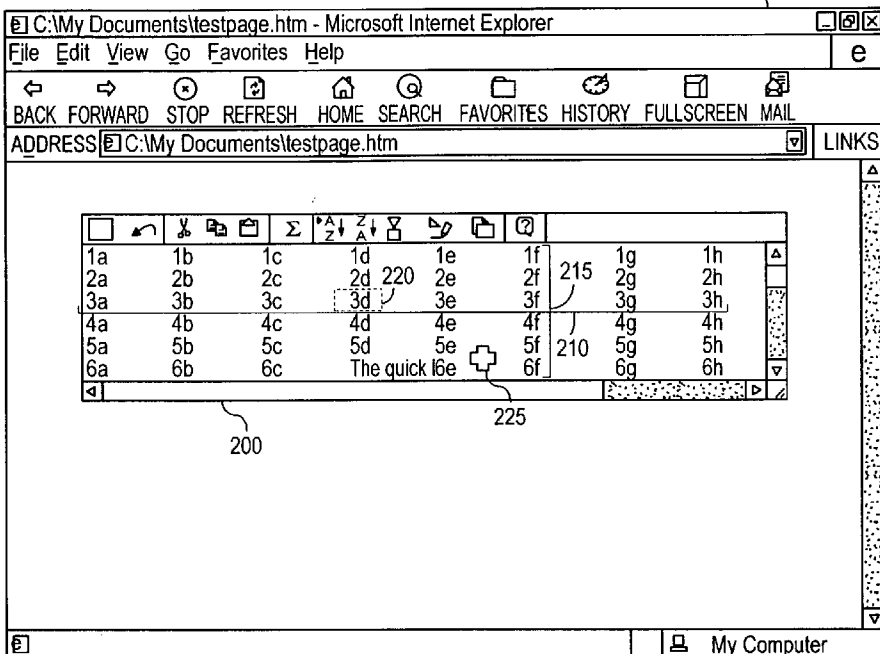 C:\My Documents\testpage.htm - Microsoft Internet Explorer
File Edit View Go Favorites Help
e
BACK FORWARD STOP REFRESH HOME SEARCH FAVORITES HISTORY FULLSCREEN MAIL
ADDRESS C:\My Documents\testpage.htm LINKS
Σ A Z Z A ?
1a 1b 1c 1d 1e 1f 1g 1h
2a 2b 2c 2d 220 2e 2f 215 2g 2h
3a 3b 3c 3d 3e 3f 3g 3h
4a 4b 4c 4d 4e 4f 4g 4h
5a 5b 5c 5d 5e 5f 210 5g 5h
6a 6b 6c The quick 6e 6f 6g 6h
225
200
My Computer